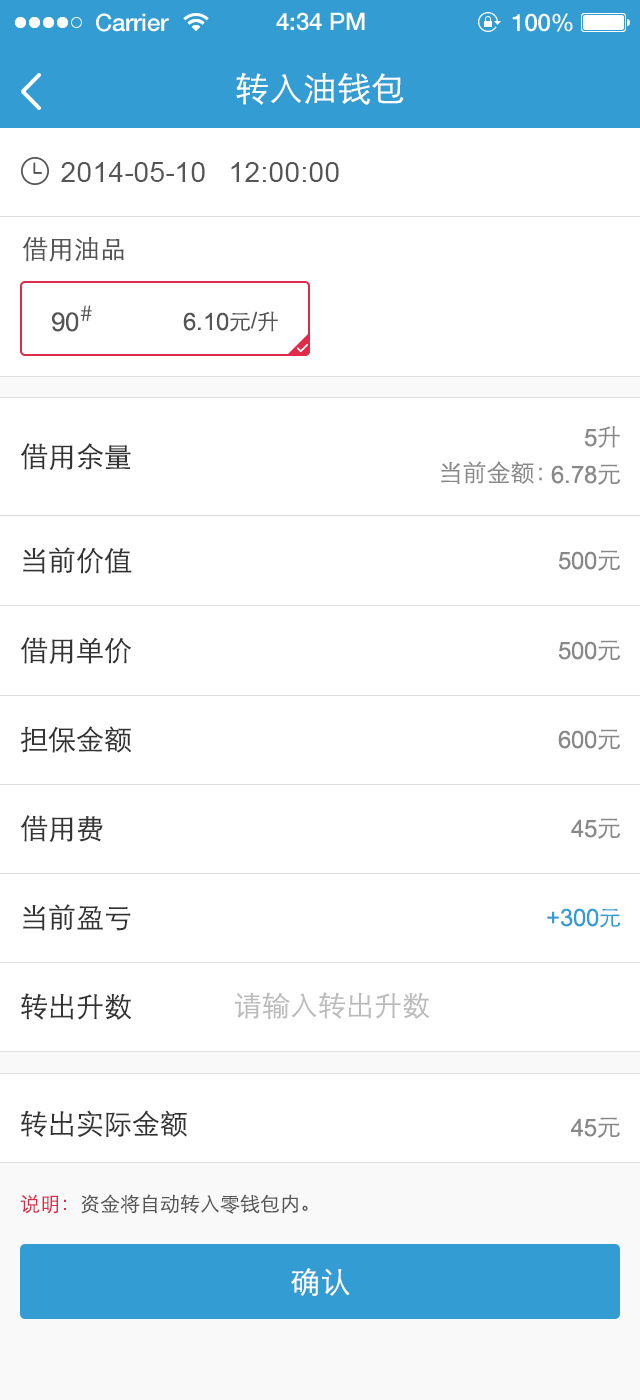 Carrier 4:34 PM 100%
转入油钱包
2014-05-10 12:00:00
借用油品
90# 6.10元/升
借用余量 5升
当前金额: 6.78元
当前价值 500元
借用单价 500元
担保金额 600元
借用费 45元
当前盈亏 +300元
转出升数 请输入转出升数
转出实际金额 45元
说明: 资金将自动转入零钱包内。
确认